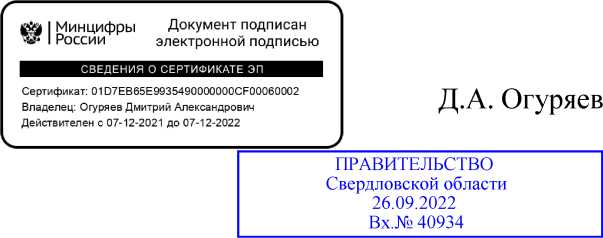 Минцифры
России
Документ подписан
электронной подписью
СВЕДЕНИЯ О СЕРТИФИКАТЕ ЭП
Сертификат: 01D7EB65E9935490000000CF00060002
Владелец: Огуряев Дмитрий Александрович
Действителен с 07-12-2021 до 07-12-2022
Д.А. Огуряев
ПРАВИТЕЛЬСТВО
Свердловской области
26.09.2022
Вх.№ 40934